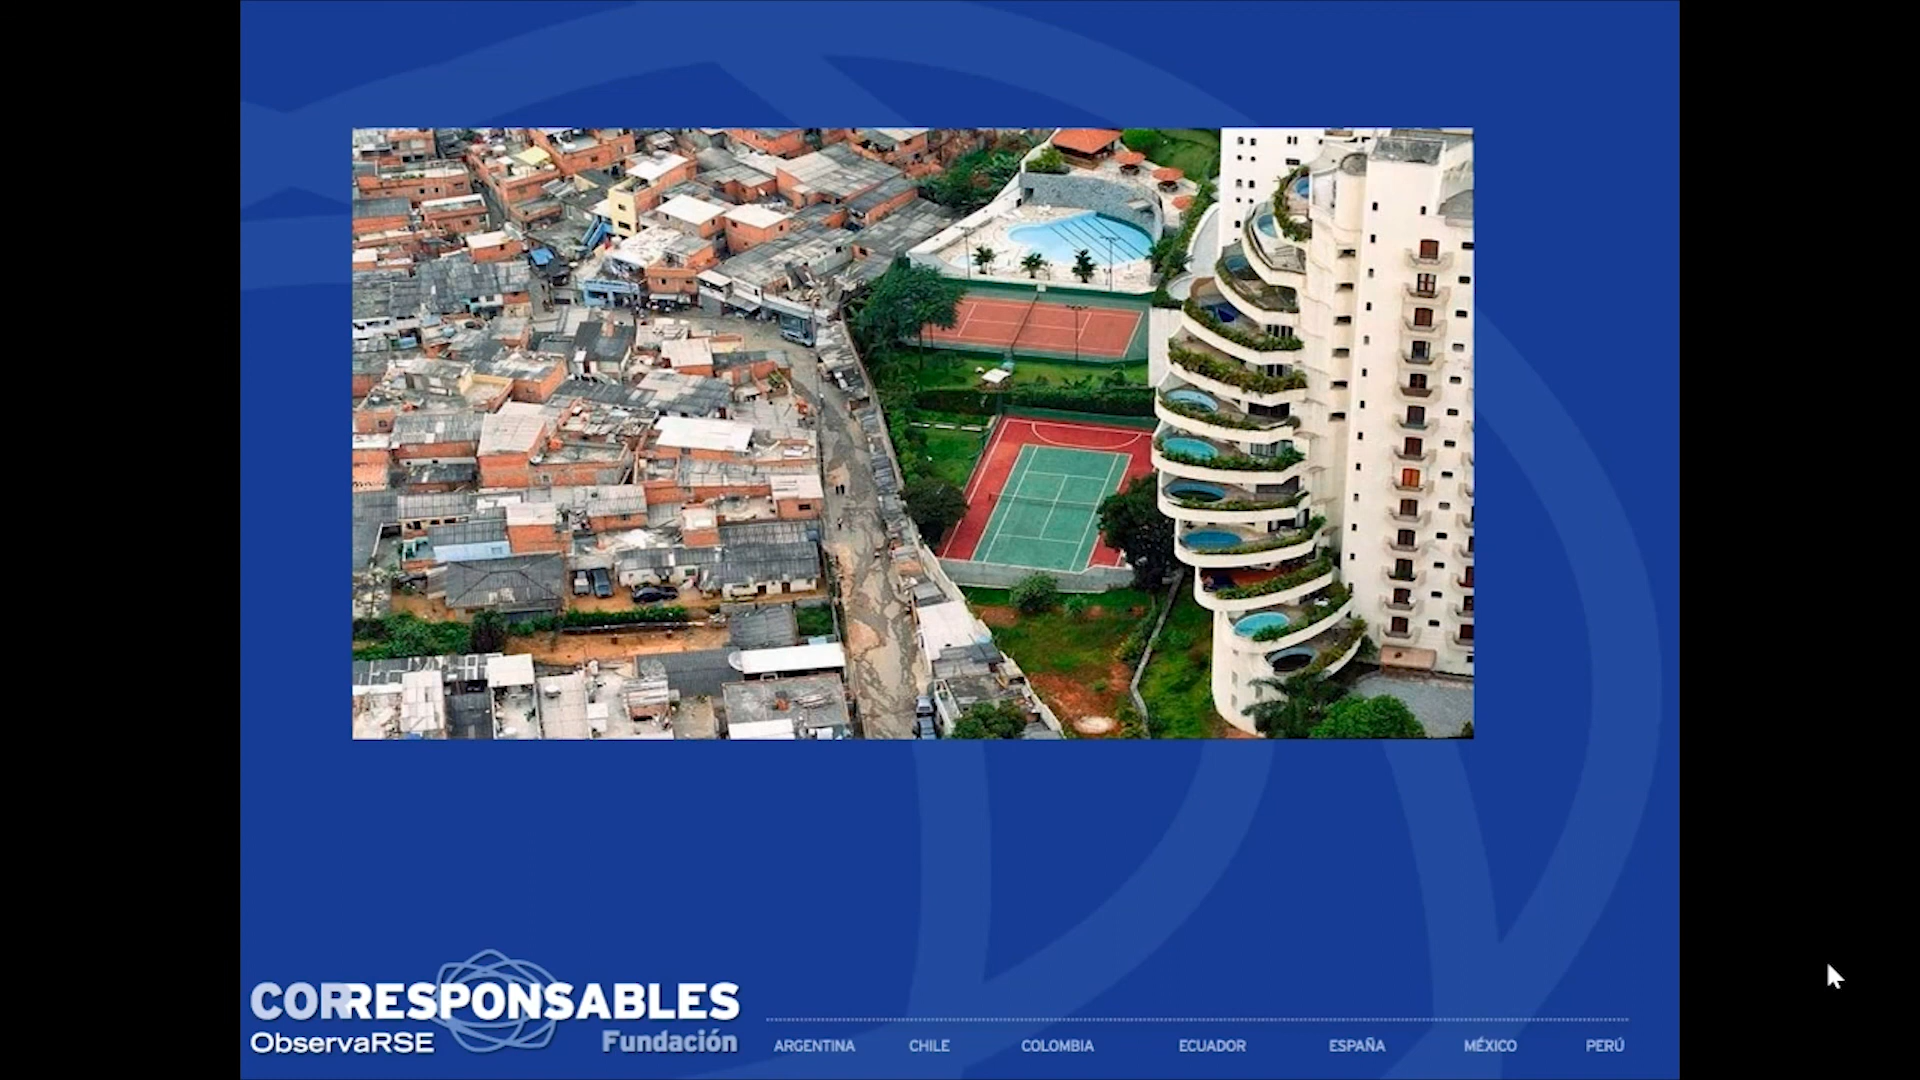 CORRESPONSABLES
ObservaRSE
Fundación
ARGENTINA CHILE COLOMBIA ECUADOR ESPAÑA MÉXICO PERÚ